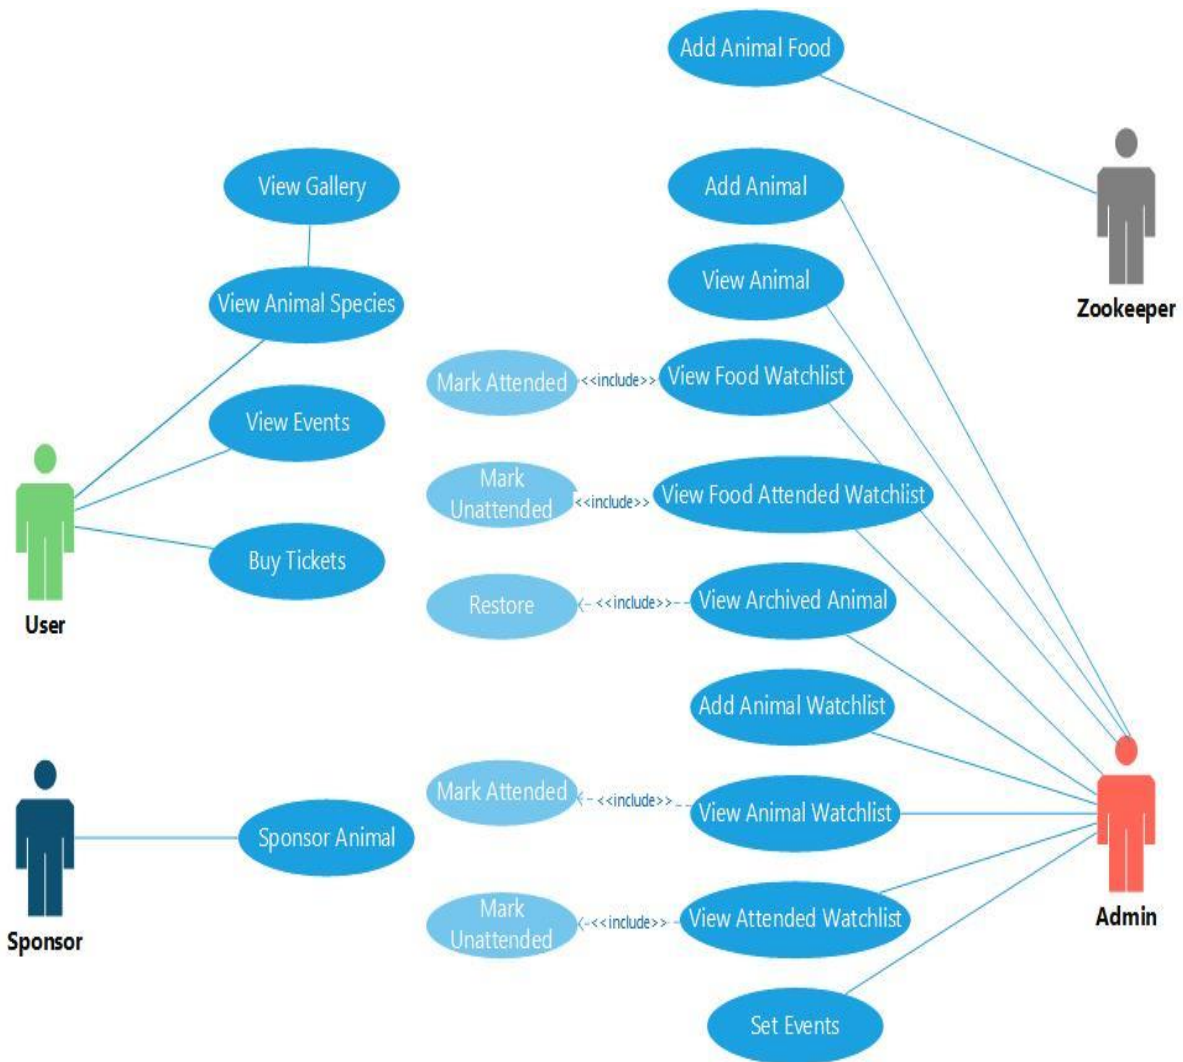 Add Animal Food
View Gallery
Add Animal
View Animal
View Animal Species
Zookeeper
Mark Attended
<<include>>
View Food Watchlist
View Events
Mark
Unattended
<<include>>
View Food Attended Watchlist
Buy Tickets
Restore
<<include>>
View Archived Animal
User
Add Animal Watchlist
Mark Attended
<<include>>
View Animal Watchlist
Sponsor Animal
Mark
Unattended
<<include>>
View Attended Watchlist
Admin
Sponsor
Set Events